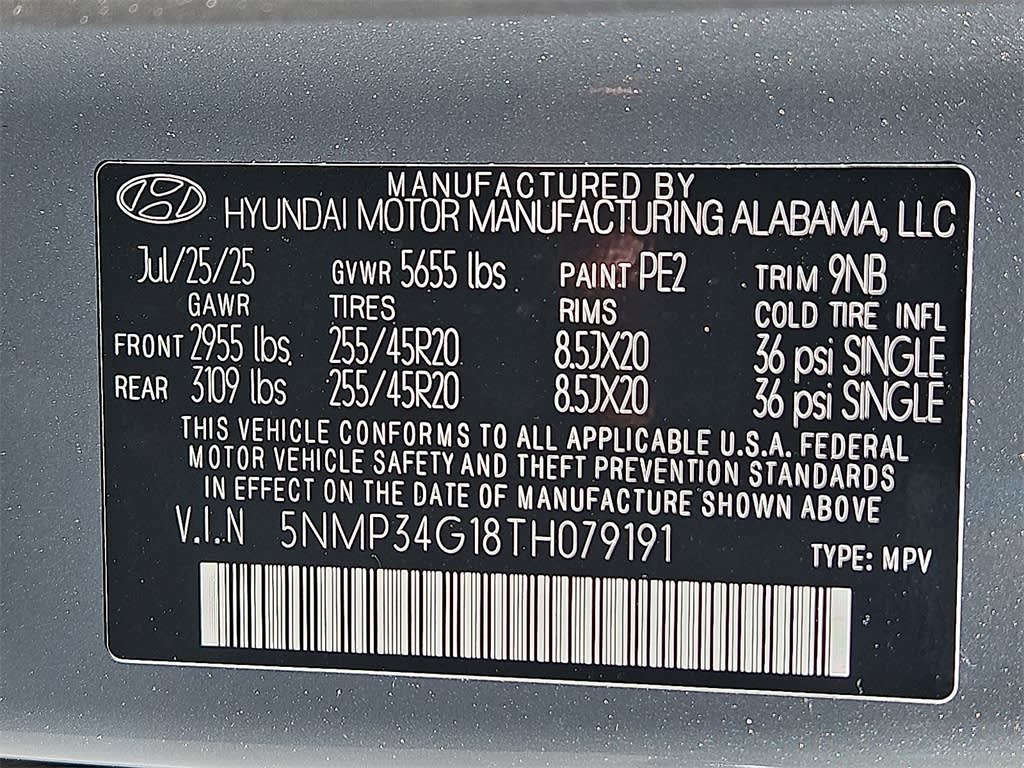 MANUFACTURED BY
HYUNDAI MOTOR MANUFACTURING ALABAMA, LLC
Jul/25/25 GVWR 5655 lbs PAINT PE2 TRIM 9NB
GAWR TIRES RIMS COLD TIRE INFL
FRONT 2955 lbs. 255/45R20 8.5JX20 36 psi SINGLE
REAR 3109 lbs 255/45R20 8.5JX20 36 psi SINGLE
THIS VEHICLE CONFORMS TO ALL APPLICABLE U.S.A. FEDERAL
MOTOR VEHICLE SAFETY AND THEFT PREVENTION STANDARDS
IN EFFECT ON THE DATE OF MANUFACTURE SHOWN ABOVE
V.I.N 5NMP34G18TH079191
TYPE: MPV